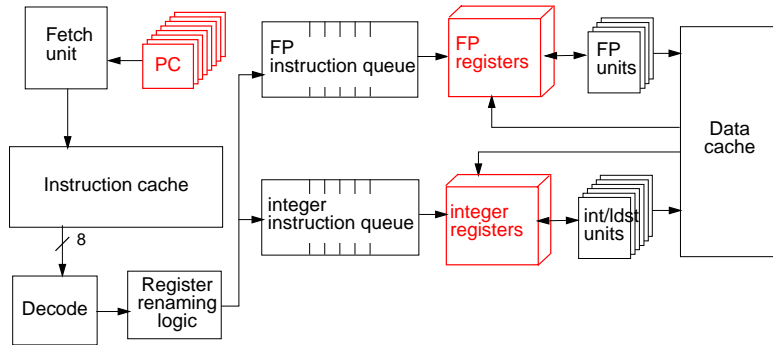 Fetch
unit
PC
FP
instruction queue
FP
registers
FP
units
Data
cache
Instruction cache
integer
instruction queue
integer
registers
int/ldst
units
8
Decode
Register
renaming
logic